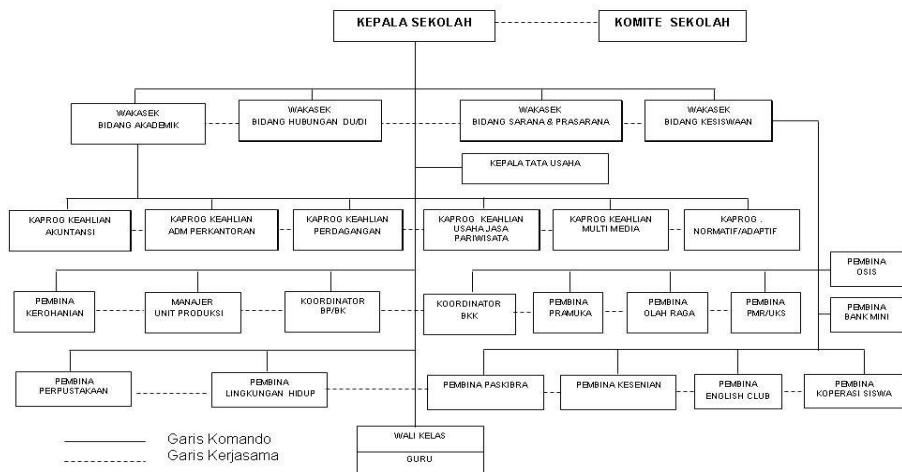 KEPALA SEKOLAH
KOMITE SEKOLAH
WAKASEK
BIDANG AKADEMIK
WAKASEK
BIDANG HUBUNGAN DU/DI
WAKASEK
BIDANG SARANA & PRASARANA
WAKASEK
BIDANG KESISWAAN
KEPALA TATA USAHA
KAPROG KEAHLIAN
AKUNTANSI
KAPROG KEAHLIAN
ADM PERKANTORAN
KAPROG KEAHLIAN
PERDAGANGAN
KAPROG KEAHLIAN
USAHA JASA
PARIWISATA
KAPROG KEAHLIAN
MULTI MEDIA
KAPROG .
NORMATIF/ADAPTIF
PEMBINA
OSIS
PEMBINA
KEROHANIAN
MANAJER
UNIT PRODUKSI
KOORDINATOR
BP/BK
KOORDINATOR
BKK
PEMBINA
PRAMUKA
PEMBINA
OLAH RAGA
PEMBINA
PMR/UKS
PEMBINA
BANK MINI
PEMBINA
PERPUSTAKAAN
PEMBINA
LINGKUNGAN HIDUP
PEMBINA PASKIBRA
PEMBINA KESENIAN
PEMBINA
ENGLISH CLUB
PEMBINA
KOPERASI SISWA
Garis Komando
Garis Kerjasama
WALI KELAS
GURU